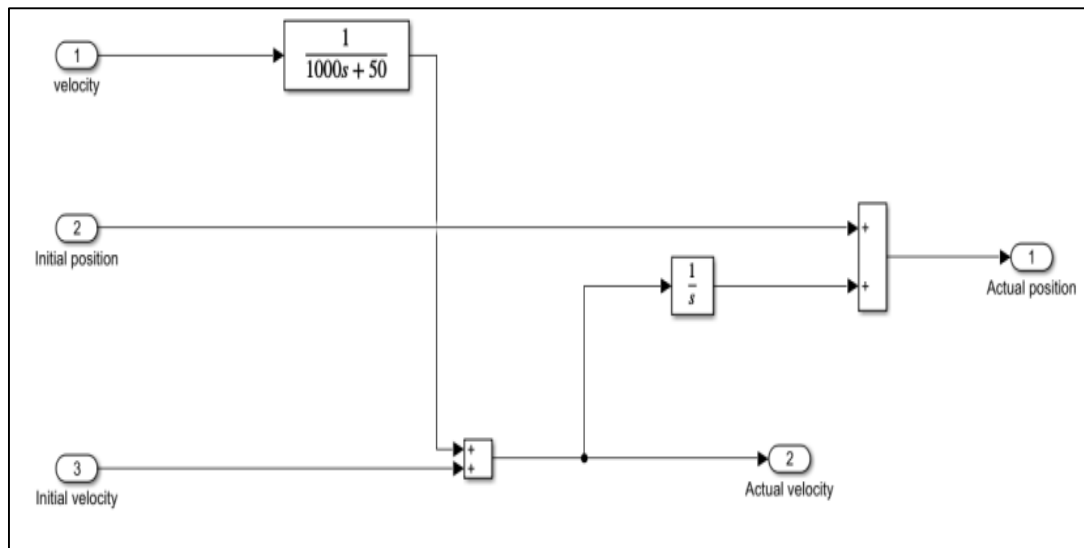 1
velocity
1
1000s + 50
2
Initial position
+
+
1
s
1
Actual position
3
Initial velocity
+
+
2
Actual velocity